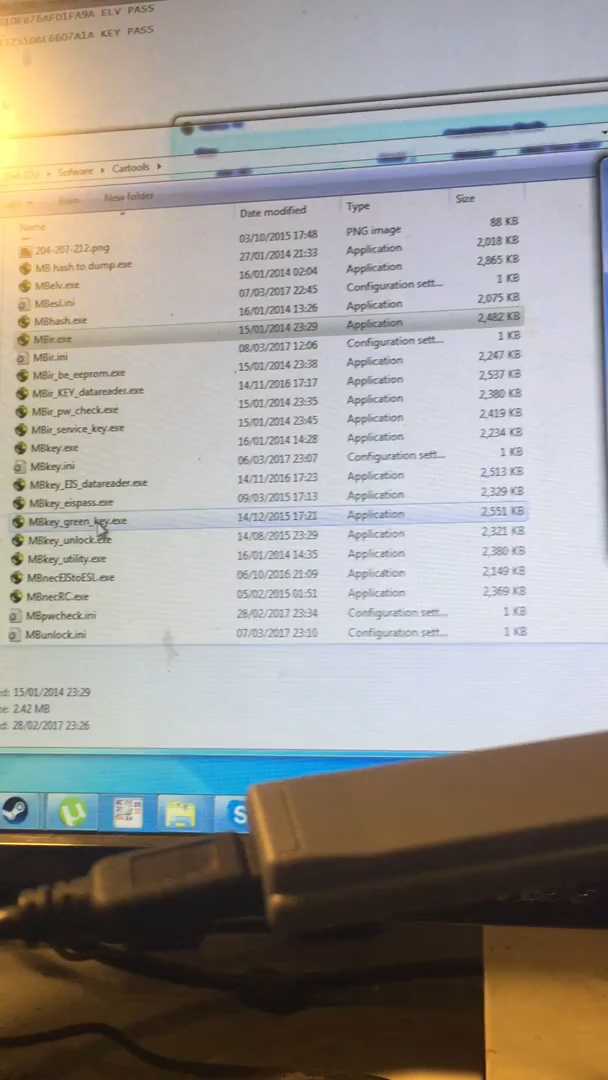 ELV PASS
KEY PASS
Software ▸ Cartools ▸
Burn New folder
Name Date modified Type Size
204-207-212.png 03/10/2015 17:48 PNG image 88 KB
MB hash to dump.exe 27/01/2014 21:33 Application 2,018 KB
MBelv.exe 16/01/2014 02:04 Application 2,865 KB
MBesl.ini 07/03/2017 22:45 Configuration sett... 1 KB
MBhash.exe 16/01/2014 13:26 Application 2,075 KB
MBir.exe 15/01/2014 23:29 Application 2,482 KB
MBir.ini 08/03/2017 12:06 Configuration sett... 1 KB
MBir_be_eeprom.exe 15/01/2014 23:38 Application 2,247 KB
MBir_KEY_datareader.exe 14/11/2016 17:17 Application 2,537 KB
MBir_pw_check.exe 15/01/2014 23:35 Application 2,380 KB
MBir_service_key.exe 15/01/2014 23:45 Application 2,419 KB
MBkey.exe 16/01/2014 14:28 Application 2,234 KB
MBkey.ini 06/03/2017 23:07 Configuration sett... 1 KB
MBkey_EIS_datareader.exe 14/11/2016 17:23 Application 2,513 KB
MBkey_eispass.exe 09/03/2015 17:13 Application 2,329 KB
MBkey_green_key.exe 14/12/2015 17:21 Application 2,551 KB
MBkey_unlock.exe 14/08/2015 23:29 Application 2,321 KB
MBkey_utility.exe 16/01/2014 14:35 Application 2,380 KB
MBnecEIStoESL.exe 06/10/2016 21:09 Application 2,149 KB
MBnecRC.exe 05/02/2015 01:51 Application 2,369 KB
MBpwcheck.ini 28/02/2017 23:34 Configuration sett... 1 KB
MBunlock.ini 07/03/2017 23:10 Configuration sett... 1 KB
15/01/2014 23:29
2.42 MB
28/02/2017 23:26